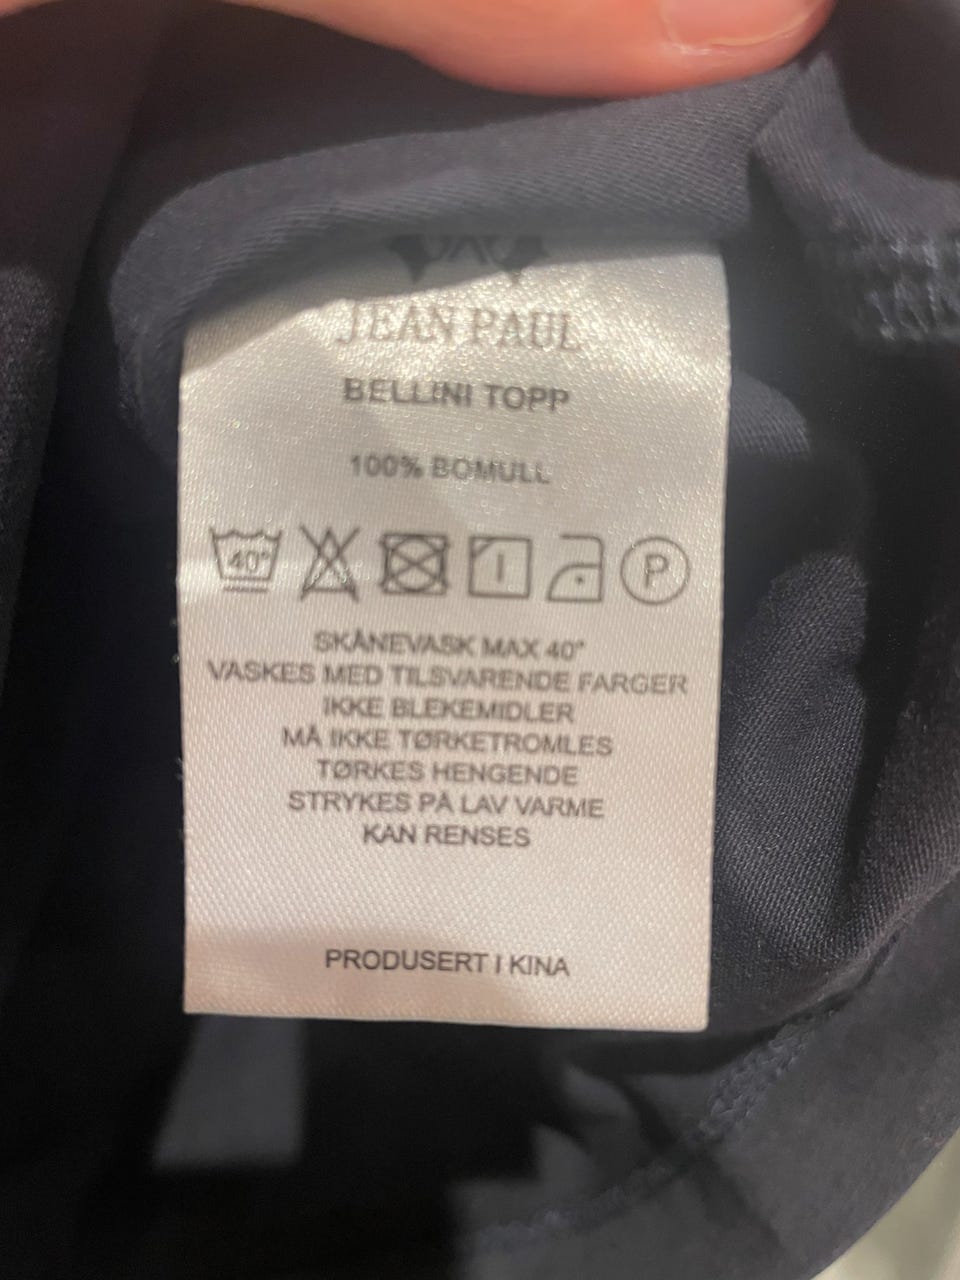 JEAN PAUL
BELLINI TOPP
100% BOMULL
40° I P
SKÅNEVASK MAX 40°
VASKES MED TILSVARENDE FARGER
IKKE BLEKEMIDLER
MÅ IKKE TØRKETROMLES
TØRKES HENGENDE
STRYKES PÅ LAV VARME
KAN RENSES
PRODUSERT I KINA